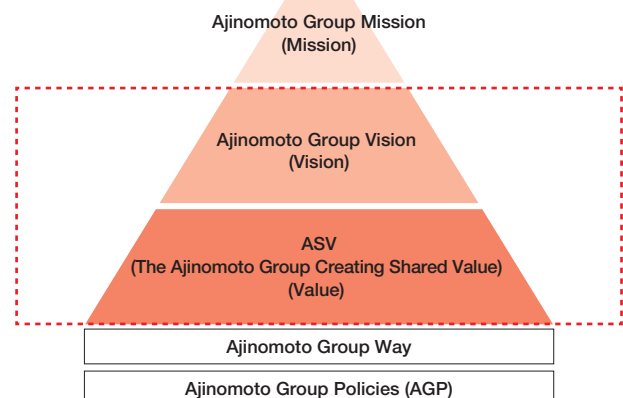 Ajinomoto Group Mission
(Mission)
Ajinomoto Group Vision
(Vision)
ASV
(The Ajinomoto Group Creating Shared Value)
(Value)
Ajinomoto Group Way
Ajinomoto Group Policies (AGP)